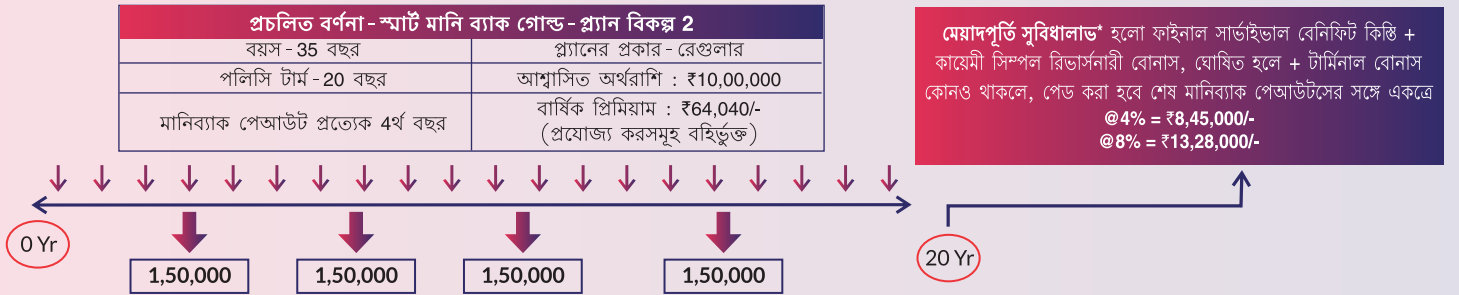 প্রচলিত বর্ণনা - স্মার্ট মানি ব্যাক গোল্ড - প্ল্যান বিকল্প 2
বয়স - 35 বছর
প্ল্যানের প্রকার - রেগুলার
পলিসি টার্ম - 20 বছর
আশ্বাসিত অর্থরাশি : ₹10,00,000
মানিব্যাক পেআউট প্রত্যেক 4র্থ বছর
বার্ষিক প্রিমিয়াম : ₹64,040/-
(প্রযোজ্য করসমূহ বহির্ভুক্ত)
মেয়াদপূর্তি সুবিধালাভ* হলো ফাইনাল সার্ভাইভাল বেনিফিট কিস্তি +
কায়েমী সিম্পল রিভার্সনারী বোনাস, ঘোষিত হলে + টার্মিনাল বোনাস
কোনও থাকলে, পেড করা হবে শেষ মানিব্যাক পেআউটসের সঙ্গে একত্রে
@4% = ₹8,45,000/-
@8% = ₹13,28,000/-
0 Yr
1,50,000
1,50,000
1,50,000
1,50,000
20 Yr